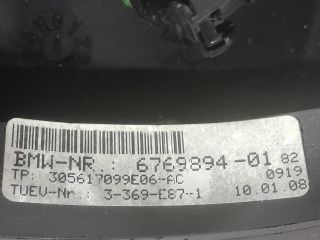 BMW-NR.: 6769894-01 82
TP: 305617099E06-AC 0919
TUEV-Nr.: 3-369-E87-1 10.01.08